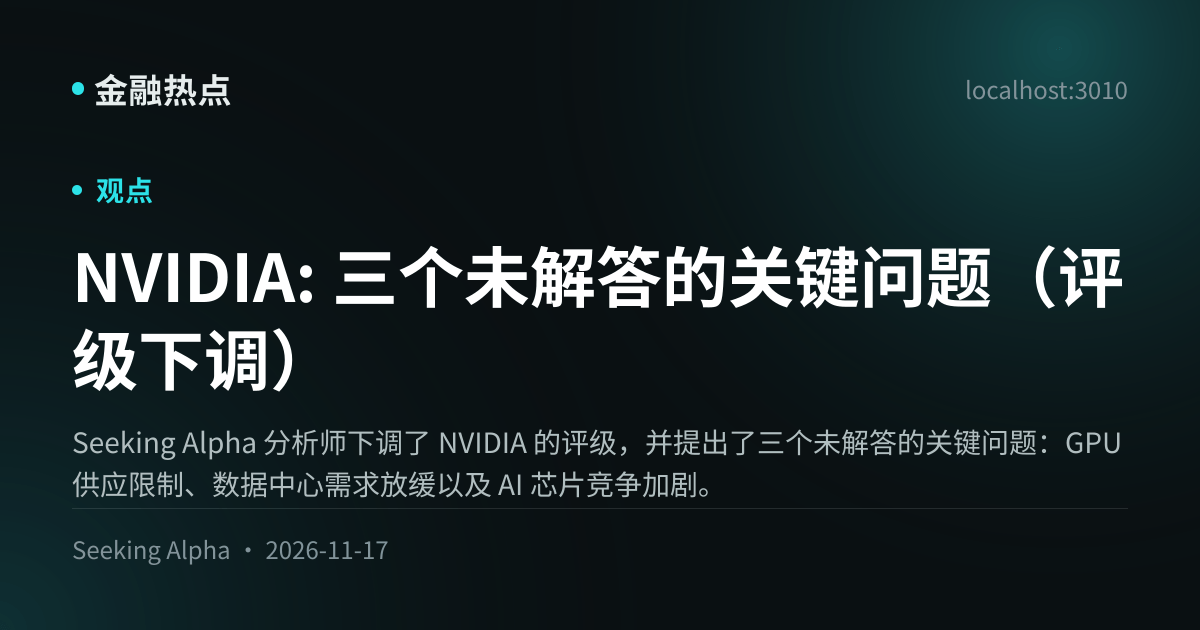 金融热点
localhost:3010
观点
NVIDIA: 三个未解答的关键问题（评
级下调）
Seeking Alpha 分析师下调了 NVIDIA 的评级，并提出了三个未解答的关键问题：GPU
供应限制、数据中心需求放缓以及 AI 芯片竞争加剧。
Seeking Alpha · 2026-11-17